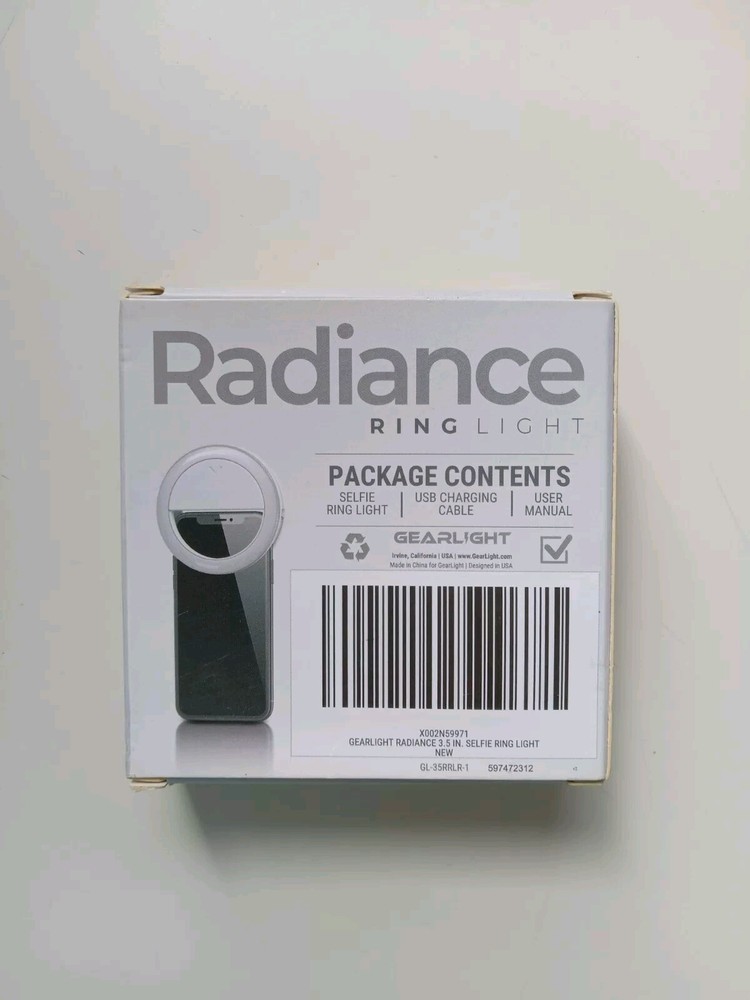 Radiance
RING LIGHT
PACKAGE CONTENTS
SELFIE RING LIGHT | USB CHARGING CABLE | USER MANUAL
GEARLIGHT
Irvine, California | USA | www.GearLight.com
Made in China for GearLight | Designed in USA
X002N59971
GEARLIGHT RADIANCE 3.5 IN. SELFIE RING LIGHT
NEW
GL-35RRLR-1 597472312